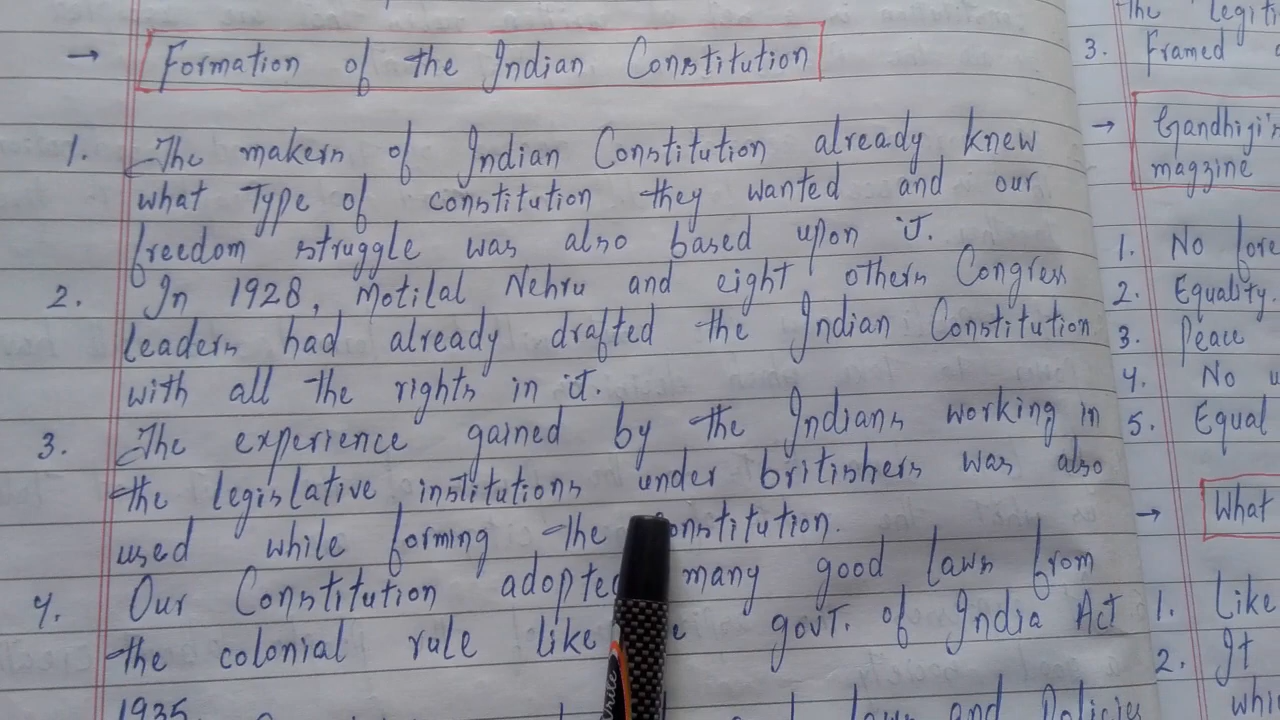 → Formation of the Indian Constitution
1. The makers of Indian Constitution already knew
what Type of constitution they wanted and our
freedom struggle was also based upon it.
2. In 1928, Motilal Nehru and eight others Congress
leaders had already drafted the Indian Constitution
with all the rights in it.
3. The experience gained by the Indians working in
the legislative institutions under britishers was also
used while forming the Constitution.
4. Our Constitution adopted many good laws from
the colonial rule like govt. of India Act
1935.
laws and Policies
the
3. Framed
→ Gandhiji's
magzine
1. No
2. Equality.
3. Peace
4. No
5. Equal
→ What
1. Like
2. It
write